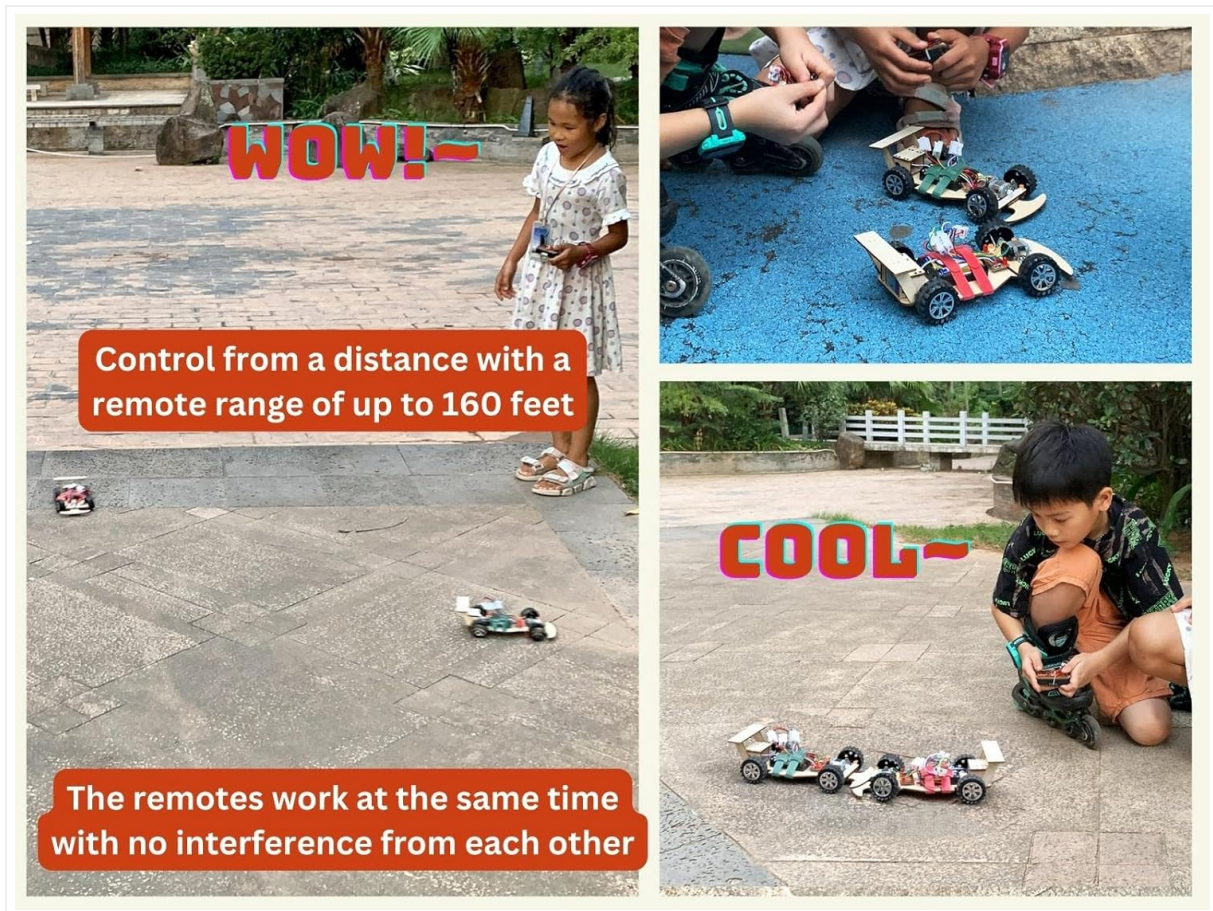 WOW!~
Control from a distance with a
remote range of up to 160 feet
The remotes work at the same time
with no interference from each other
COOL~